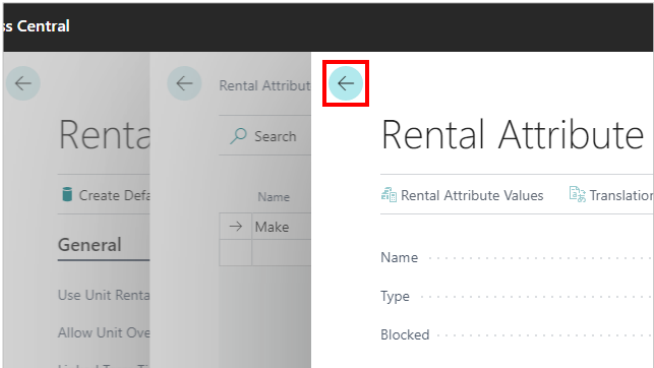 ss Central
Renta
Create Defa
General
Use Unit Renta
Allow Unit Ove
Rental Attribut
Search
Name
Make
Rental Attribute
Rental Attribute Values
Translation
Name
Type
Blocked